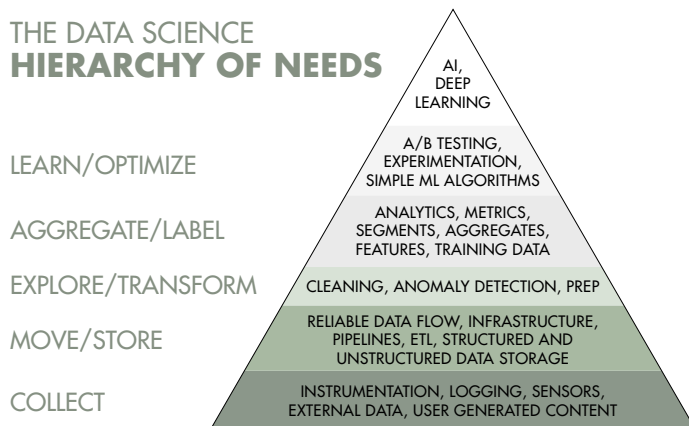 THE DATA SCIENCE
HIERARCHY OF NEEDS
AI,
DEEP
LEARNING
LEARN/OPTIMIZE
A/B TESTING,
EXPERIMENTATION,
SIMPLE ML ALGORITHMS
AGGREGATE/LABEL
ANALYTICS, METRICS,
SEGMENTS, AGGREGATES,
FEATURES, TRAINING DATA
EXPLORE/TRANSFORM
CLEANING, ANOMALY DETECTION, PREP
MOVE/STORE
RELIABLE DATA FLOW, INFRASTRUCTURE,
PIPELINES, ETL, STRUCTURED AND
UNSTRUCTURED DATA STORAGE
COLLECT
INSTRUMENTATION, LOGGING, SENSORS,
EXTERNAL DATA, USER GENERATED CONTENT